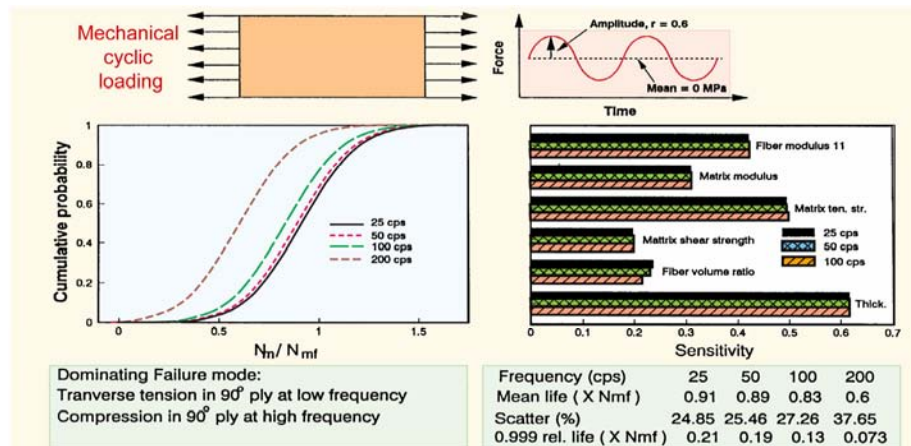 Mechanical
cyclic
loading
Amplitude, r = 0.6
Force
Mean = 0 MPa
Time
Cumulative probability
1
0.8
0.6
0.4
0.2
0
25 cps
50 cps
100 cps
200 cps
0
0.5
1
1.5
Nm/ Nmf
Fiber modulus 11
Matrix modulus
Matrix ten. str.
Mattrix shear strength
Fiber volume ratio
Thick.
25 cps
50 cps
100 cps
0
0.1
0.2
0.3
0.4
0.5
0.6
0.7
Sensitivity
Dominating Failure mode:
Tranverse tension in 90° ply at low frequency
Compression in 90° ply at high frequency
Frequency (cps) 25 50 100 200
Mean life ( X Nmf ) 0.91 0.89 0.83 0.6
Scatter (%) 24.85 25.46 27.26 37.65
0.999 rel. life ( X Nmf ) 0.21 0.19 0.13 0.073